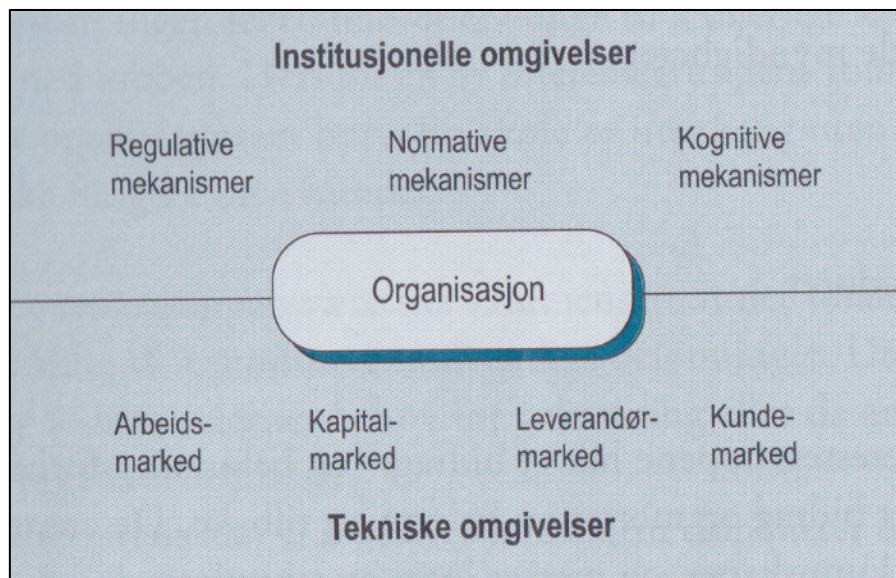 Institusjonelle omgivelser
Regulative
mekanismer
Normative
mekanismer
Kognitive
mekanismer
Organisasjon
Arbeids-
marked
Kapital-
marked
Leverandør-
marked
Kunde-
marked
Tekniske omgivelser